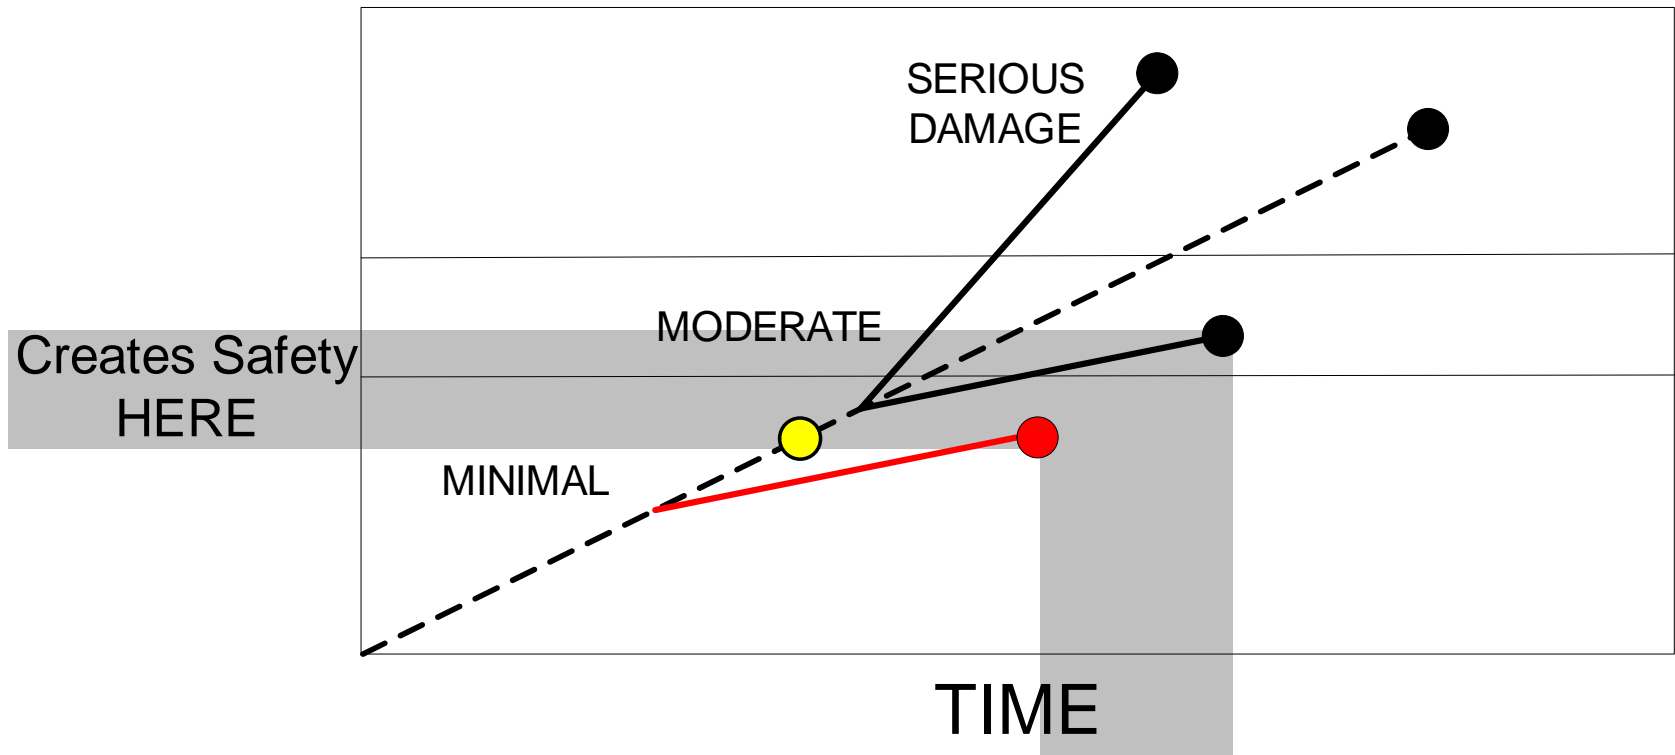 SERIOUS
DAMAGE
MODERATE
Creates Safety
HERE
MINIMAL
TIME